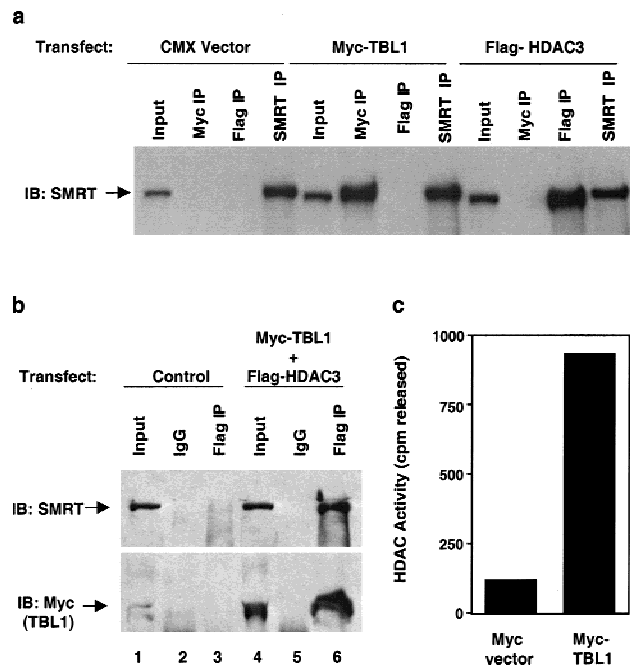 a
Transfect: CMX Vector Myc-TBL1 Flag- HDAC3
Input Myc IP Flag IP SMRT IP Input Myc IP Flag IP SMRT IP Input Myc IP Flag IP SMRT IP
IB: SMRT
b
Myc-TBL1
+
Transfect: Control Flag-HDAC3
Input IgG Flag IP Input IgG Flag IP
IB: SMRT
IB: Myc
(TBL1)
1 2 3 4 5 6
c
HDAC Activity (cpm released)
1000
750
500
250
0
Myc vector
Myc-TBL1